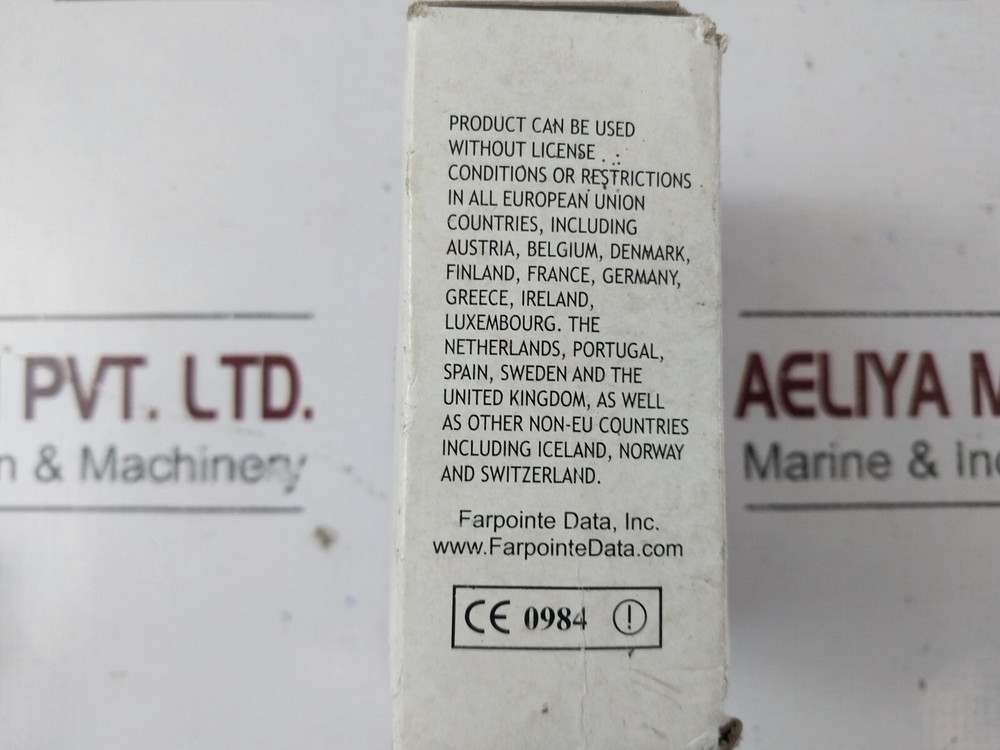 PRODUCT CAN BE USED
WITHOUT LICENSE
CONDITIONS OR RESTRICTIONS
IN ALL EUROPEAN UNION
COUNTRIES, INCLUDING
AUSTRIA, BELGIUM, DENMARK,
FINLAND, FRANCE, GERMANY,
GREECE, IRELAND,
LUXEMBOURG. THE
NETHERLANDS, PORTUGAL,
SPAIN, SWEDEN AND THE
UNITED KINGDOM, AS WELL
AS OTHER NON-EU COUNTRIES
INCLUDING ICELAND, NORWAY
AND SWITZERLAND.
Farpointe Data, Inc.
www.FarpointeData.com
CE 0984 !
PVT. LTD.
& Machinery
AELIYA
Marine &